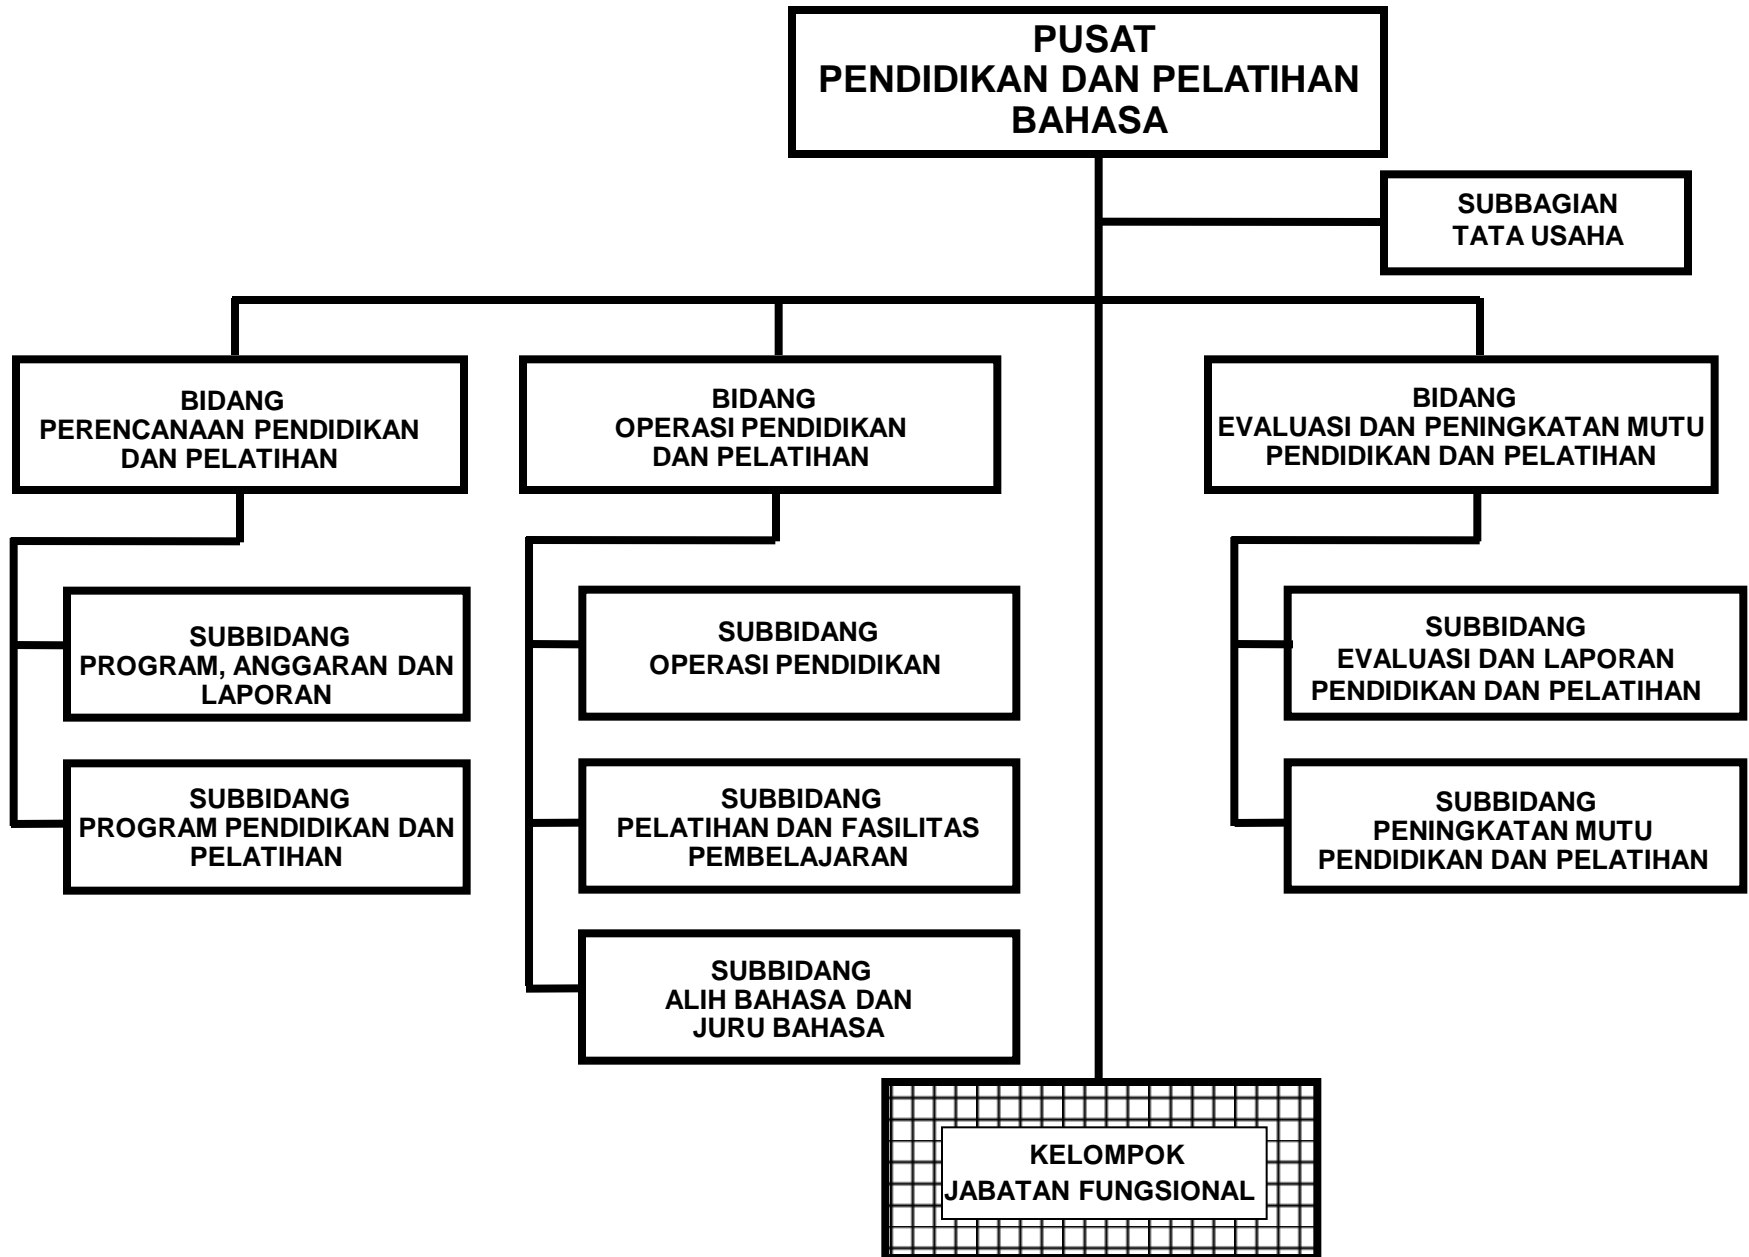 PUSAT
PENDIDIKAN DAN PELATIHAN
BAHASA
SUBBAGIAN
TATA USAHA
BIDANG
PERENCANAAN PENDIDIKAN
DAN PELATIHAN
BIDANG
OPERASI PENDIDIKAN
DAN PELATIHAN
BIDANG
EVALUASI DAN PENINGKATAN MUTU
PENDIDIKAN DAN PELATIHAN
SUBBIDANG
PROGRAM, ANGGARAN DAN
LAPORAN
SUBBIDANG
OPERASI PENDIDIKAN
SUBBIDANG
EVALUASI DAN LAPORAN
PENDIDIKAN DAN PELATIHAN
SUBBIDANG
PROGRAM PENDIDIKAN DAN
PELATIHAN
SUBBIDANG
PELATIHAN DAN FASILITAS
PEMBELAJARAN
SUBBIDANG
PENINGKATAN MUTU
PENDIDIKAN DAN PELATIHAN
SUBBIDANG
ALIH BAHASA DAN
JURU BAHASA
KELOMPOK
JABATAN FUNGSIONAL